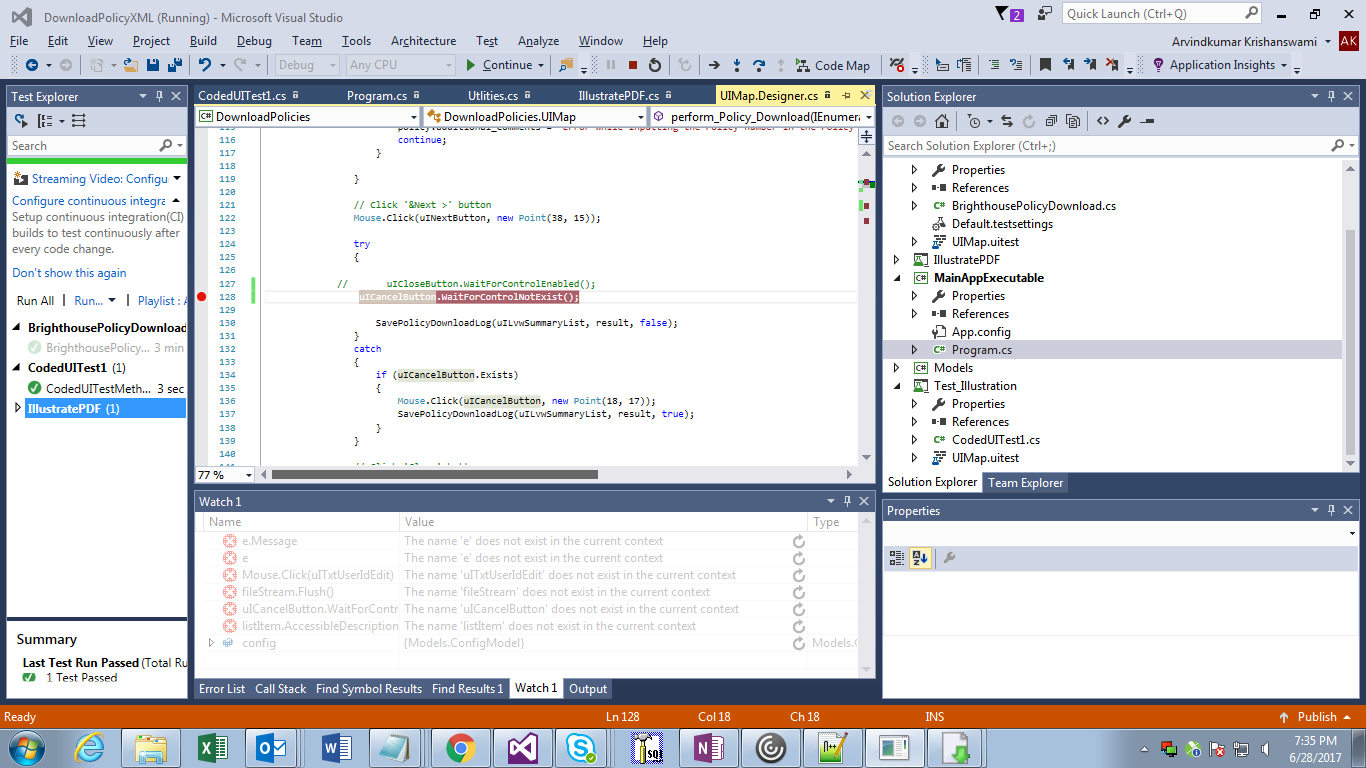 DownloadPolicyXML (Running) - Microsoft Visual Studio
2
Quick Launch (Ctrl+Q)
File Edit View Project Build Debug Team Tools Architecture Test Analyze Window Help
Arvindkumar Krishanswami AK
Debug Any CPU Continue Code Map Application Insights
Test Explorer
Search
Streaming Video: Configu
Configure continuous integra
Setup continuous integration(CI)
builds to test continuously after
every code change.
Don't show this again
Run All | Run... | Playlist : A
BrighthousePolicyDownload
BrighthousePolicy... 3 min
CodedUITest1 (1)
CodedUITestMeth... 3 sec
IllustratePDF (1)
Summary
Last Test Run Passed (Total Ru
1 Test Passed
CodedUITest1.cs Program.cs Utilities.cs IllustratePDF.cs UIMap.Designer.cs
DownloadPolicies DownloadPolicies.UIMap perform_Policy_Download(IEnumera
115 policy.additional_Comments = "Error while inputting the Policy Number in the Policy
116 continue;
117 }
118
119 }
120
121 // Click '&Next >' button
122 Mouse.Click(uINextButton, new Point(38, 15));
123
124 try
125 {
126
127 // uICloseButton.WaitForControlEnabled();
128 uICancelButton.WaitForControlNotExist();
129
130 SavePolicyDownloadLog(uILvwSummaryList, result, false);
131 }
132 catch
133 {
134 if (uICancelButton.Exists)
135 {
136 Mouse.Click(uICancelButton, new Point(18, 17));
137 SavePolicyDownloadLog(uILvwSummaryList, result, true);
138 }
139 }
140
77 %
Watch 1
Name Value Type
e.Message The name 'e' does not exist in the current context
e The name 'e' does not exist in the current context
Mouse.Click(uITxtUserIdEdit) The name 'uITxtUserIdEdit' does not exist in the current context
fileStream.Flush() The name 'fileStream' does not exist in the current context
uICancelButton.WaitForContr The name 'uICancelButton' does not exist in the current context
listItem.AccessibleDescription The name 'listItem' does not exist in the current context
config {Models.ConfigModel} Models.C
Error List Call Stack Find Symbol Results Find Results 1 Watch 1 Output
Solution Explorer
Search Solution Explorer (Ctrl+;)
Properties
References
C# BrighthousePolicyDownload.cs
Default.testsettings
UIMap.uitest
IllustratePDF
C# MainAppExecutable
Properties
References
App.config
C# Program.cs
C# Models
Test_Illustration
Properties
References
C# CodedUITest1.cs
UIMap.uitest
Solution Explorer Team Explorer
Properties
Ready Ln 128 Col 18 Ch 18 INS Publish
7:35 PM
6/28/2017